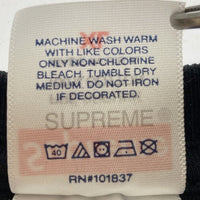 MACHINE WASH WARM
WITH LIKE COLORS
ONLY NON-CHLORINE
BLEACH. TUMBLE DRY
MEDIUM. DO NOT IRON
IF DECORATED.
SUPREME
40
RN#101837